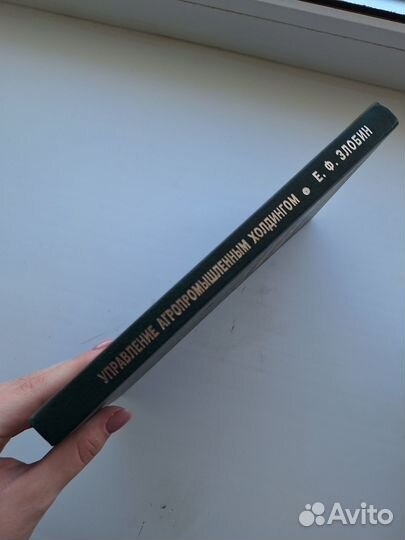 УПРАВЛЕНИЕ АГРОПРОМЫШЛЕННЫМ ХОЛДИНГОМ • Е. Ф. ЗЛОБИН
Avito